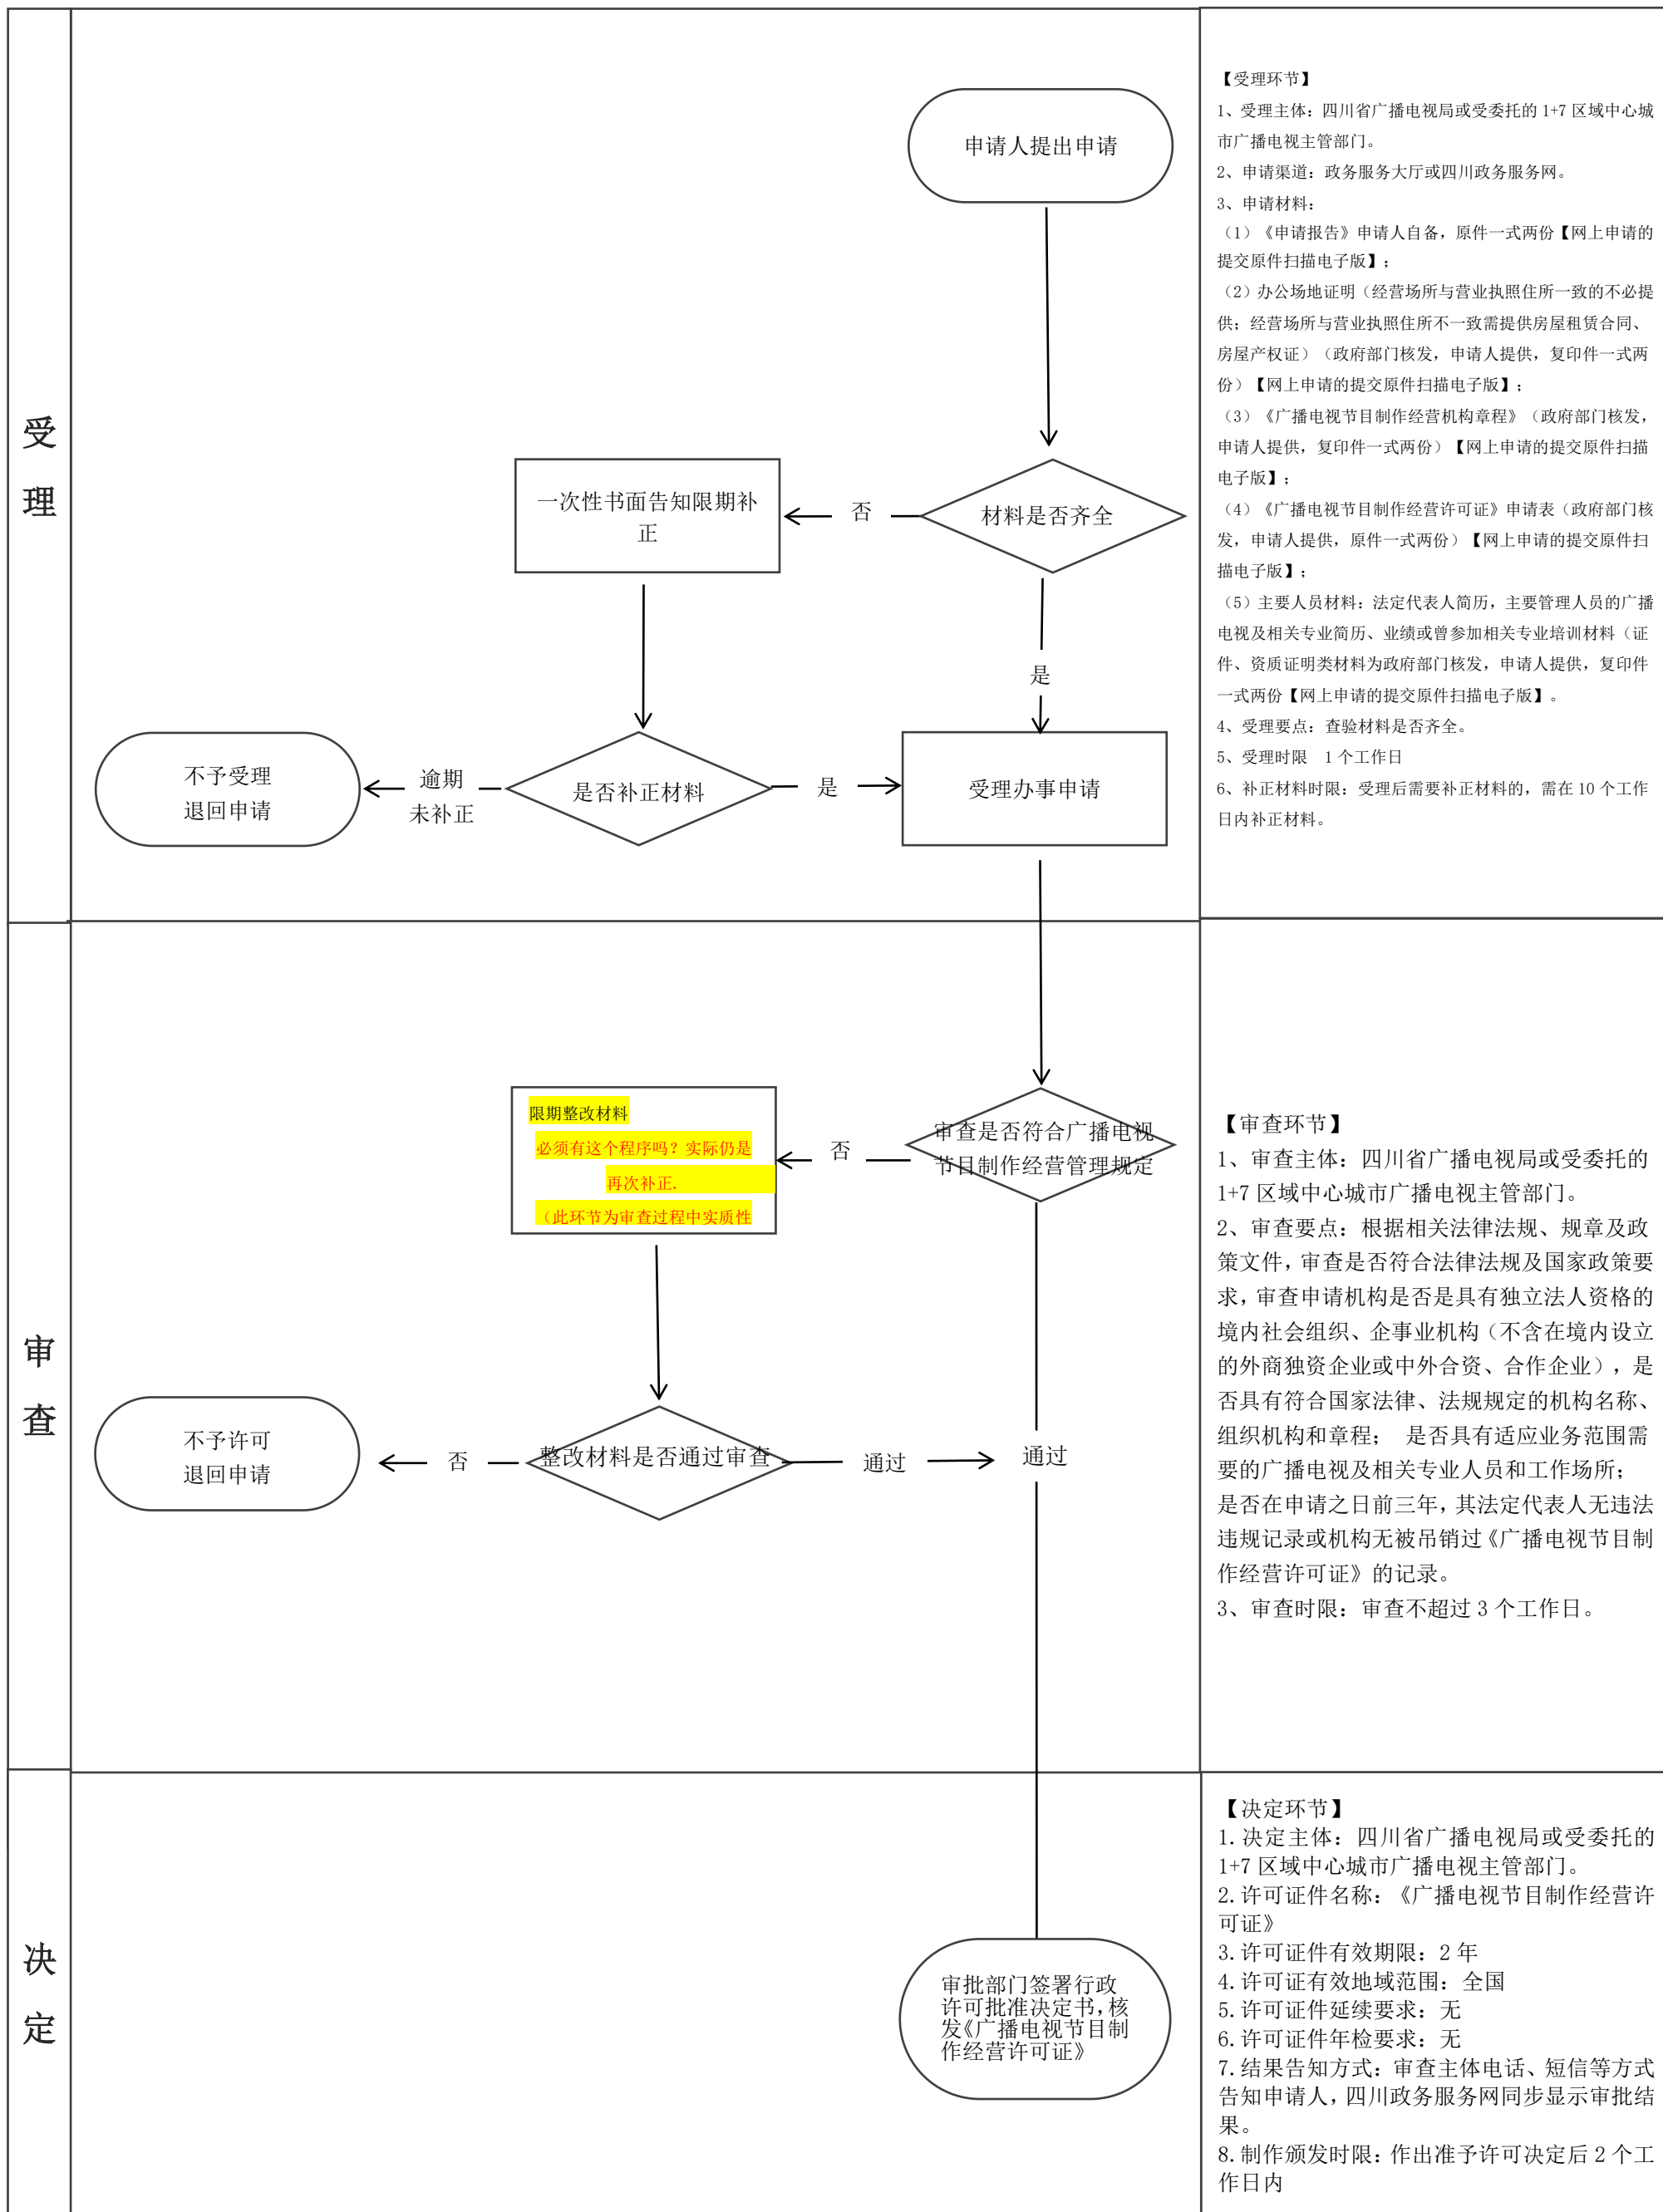 受
理
申请人提出申请
材料是否齐全
否
一次性书面告知限期补
正
是
是否补正材料
逾期
未补正
不予受理
退回申请
是
受理办事申请
【受理环节】
1、受理主体：四川省广播电视局或受委托的 1+7 区域中心城
市广播电视主管部门。
2、申请渠道：政务服务大厅或四川政务服务网。
3、申请材料：
（1）《申请报告》申请人自备，原件一式两份【网上申请的
提交原件扫描电子版】；
（2）办公场地证明（经营场所与营业执照住所一致的不必提
供；经营场所与营业执照住所不一致需提供房屋租赁合同、
房屋产权证）（政府部门核发，申请人提供，复印件一式两
份）【网上申请的提交原件扫描电子版】；
（3）《广播电视节目制作经营机构章程》（政府部门核发，
申请人提供，复印件一式两份）【网上申请的提交原件扫描
电子版】；
（4）《广播电视节目制作经营许可证》申请表（政府部门核
发，申请人提供，原件一式两份）【网上申请的提交原件扫
描电子版】；
（5）主要人员材料：法定代表人简历，主要管理人员的广播
电视及相关专业简历、业绩或曾参加相关专业培训材料（证
件、资质证明类材料为政府部门核发，申请人提供，复印件
一式两份【网上申请的提交原件扫描电子版】。
4、受理要点：查验材料是否齐全。
5、受理时限 1 个工作日
6、补正材料时限：受理后需要补正材料的，需在 10 个工作
日内补正材料。
审
查
审查是否符合广播电视
节目制作经营管理规定
否
限期整改材料
必须有这个程序吗？实际仍是
再次补正.
（此环节为审查过程中实质性
整改材料是否通过审查
否
不予许可
退回申请
通过
通过
【审查环节】
1、审查主体：四川省广播电视局或受委托的
1+7 区域中心城市广播电视主管部门。
2、审查要点：根据相关法律法规、规章及政
策文件，审查是否符合法律法规及国家政策要
求，审查申请机构是否是具有独立法人资格的
境内社会组织、企事业机构（不含在境内设立
的外商独资企业或中外合资、合作企业），是
否具有符合国家法律、法规规定的机构名称、
组织机构和章程； 是否具有适应业务范围需
要的广播电视及相关专业人员和工作场所；
是否在申请之日前三年，其法定代表人无违法
违规记录或机构无被吊销过《广播电视节目制
作经营许可证》的记录。
3、审查时限：审查不超过 3 个工作日。
决
定
审批部门签署行政
许可批准决定书，核
发《广播电视节目制
作经营许可证》
【决定环节】
1.决定主体：四川省广播电视局或受委托的
1+7 区域中心城市广播电视主管部门。
2.许可证件名称：《广播电视节目制作经营许
可证》
3.许可证件有效期限：2 年
4.许可证有效地域范围：全国
5.许可证件延续要求：无
6.许可证件年检要求：无
7.结果告知方式：审查主体电话、短信等方式
告知申请人，四川政务服务网同步显示审批结
果。
8.制作颁发时限：作出准予许可决定后 2 个工
作日内